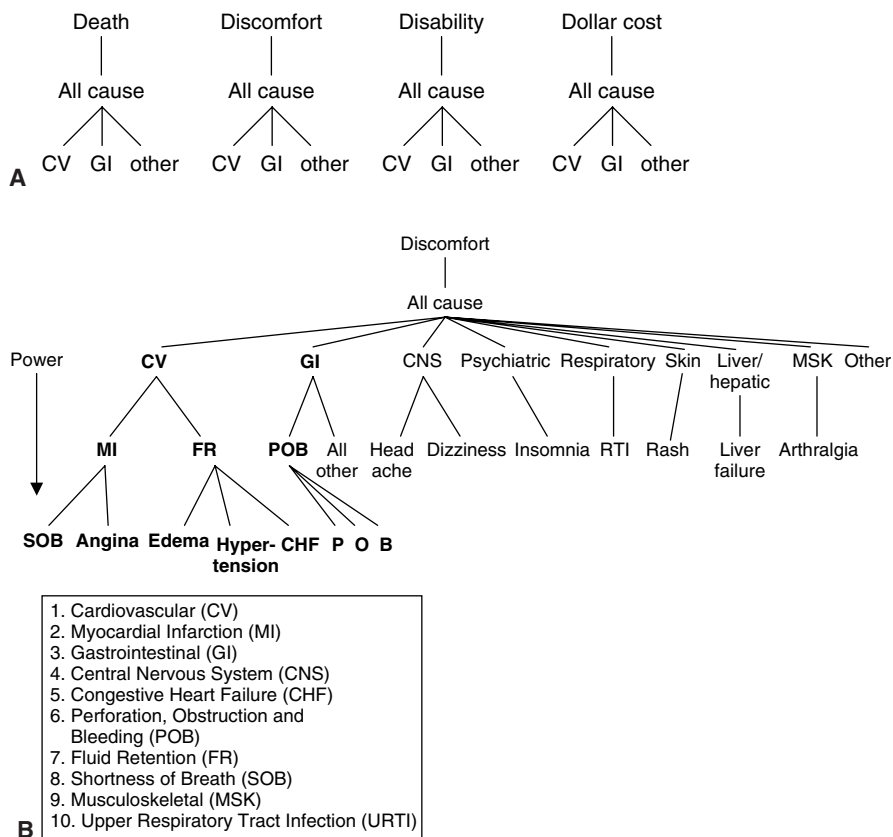 Death Discomfort Disability Dollar cost
All cause All cause All cause All cause
CV GI other CV GI other CV GI other CV GI other
A
Discomfort
All cause
Power CV GI CNS Psychiatric Respiratory Skin Liver/ MSK Other
hepatic
MI FR POB All Head Dizziness Insomnia RTI Rash Liver Arthralgia
other ache failure
SOB Angina Edema Hyper- CHF P O B
tension
1. Cardiovascular (CV)
2. Myocardial Infarction (MI)
3. Gastrointestinal (GI)
4. Central Nervous System (CNS)
5. Congestive Heart Failure (CHF)
6. Perforation, Obstruction and
Bleeding (POB)
7. Fluid Retention (FR)
8. Shortness of Breath (SOB)
9. Musculoskeletal (MSK)
10. Upper Respiratory Tract Infection (URTI)
B